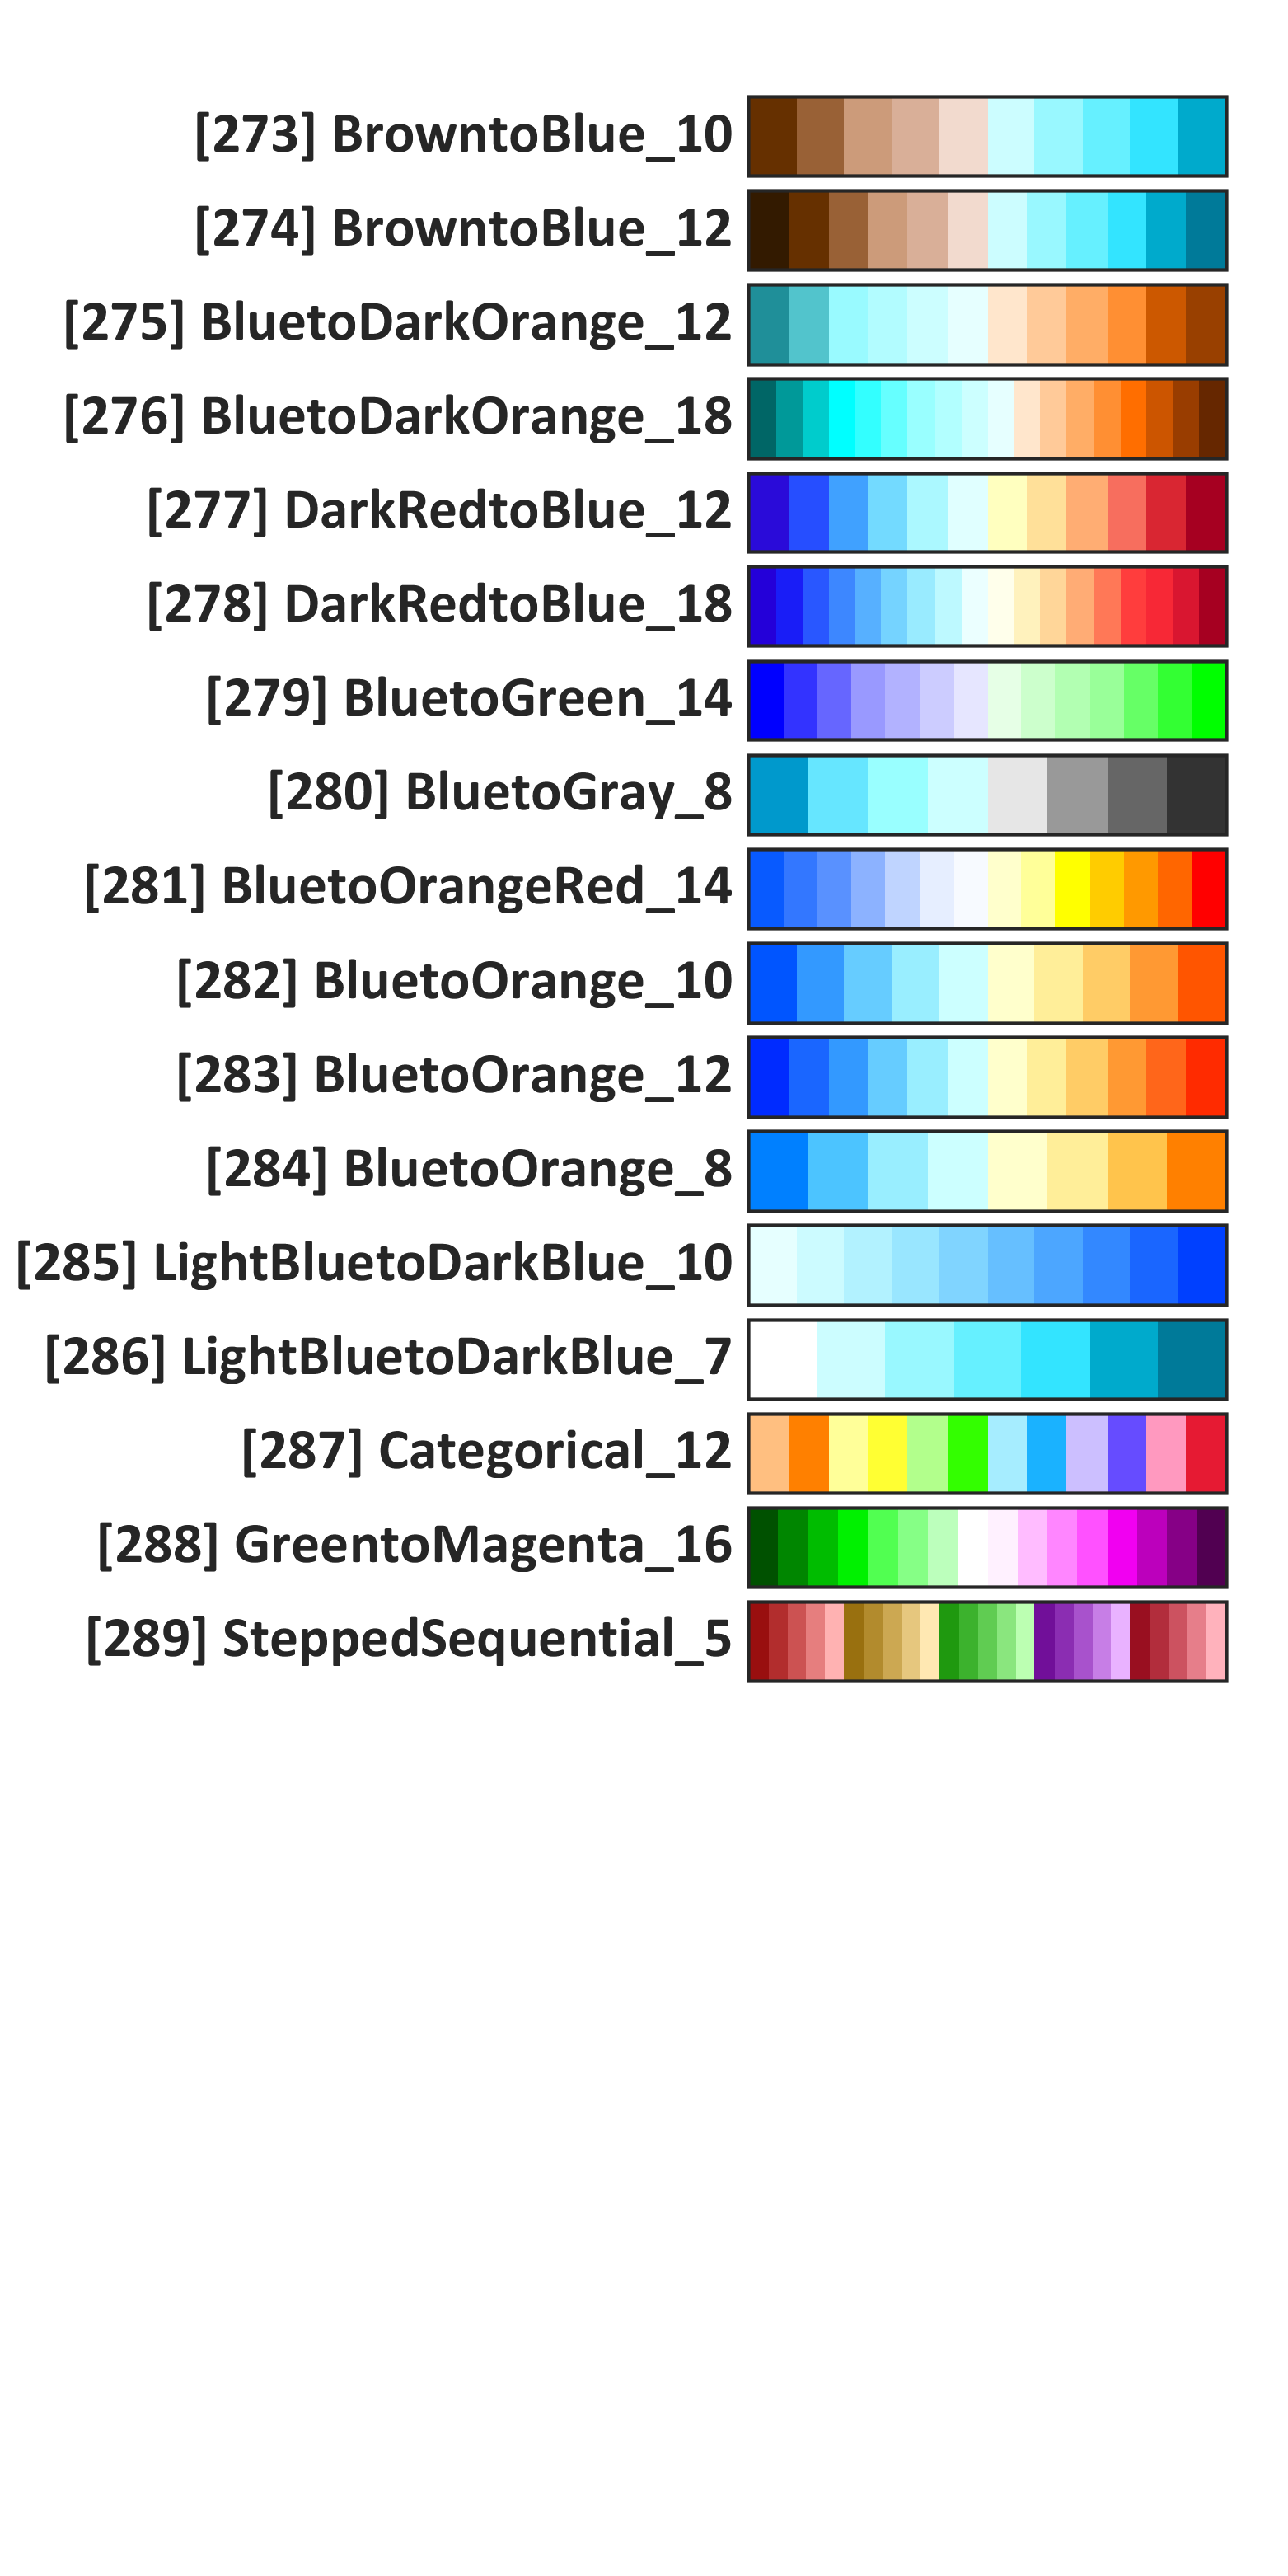 [273] BrowntoBlue_10
[274] BrowntoBlue_12
[275] BluetoDarkOrange_12
[276] BluetoDarkOrange_18
[277] DarkRedtoBlue_12
[278] DarkRedtoBlue_18
[279] BluetoGreen_14
[280] BluetoGray_8
[281] BluetoOrangeRed_14
[282] BluetoOrange_10
[283] BluetoOrange_12
[284] BluetoOrange_8
[285] LightBluetoDarkBlue_10
[286] LightBluetoDarkBlue_7
[287] Categorical_12
[288] GreentoMagenta_16
[289] SteppedSequential_5